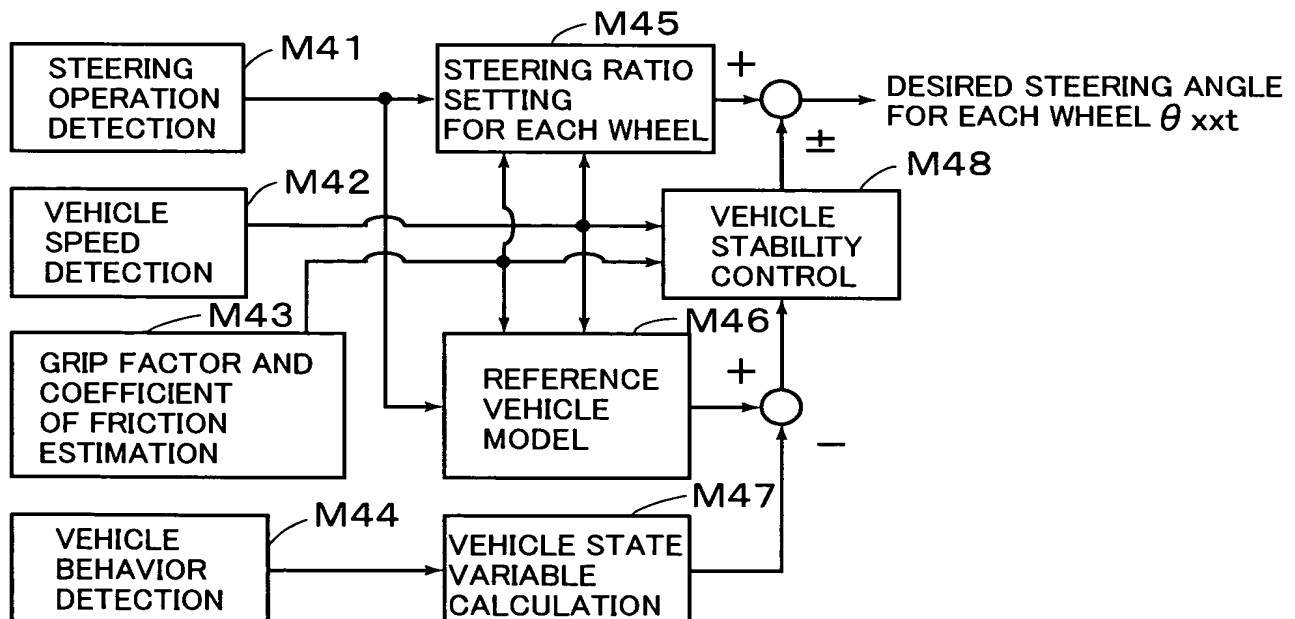 M41
STEERING
OPERATION
DETECTION
M45
STEERING RATIO
SETTING
FOR EACH WHEEL
+
DESIRED STEERING ANGLE
FOR EACH WHEEL θ xxt
±
M42
VEHICLE
SPEED
DETECTION
M48
VEHICLE
STABILITY
CONTROL
M43
GRIP FACTOR AND
COEFFICIENT
OF FRICTION
ESTIMATION
M46
REFERENCE
VEHICLE
MODEL
+
−
M44
VEHICLE
BEHAVIOR
DETECTION
M47
VEHICLE STATE
VARIABLE
CALCULATION